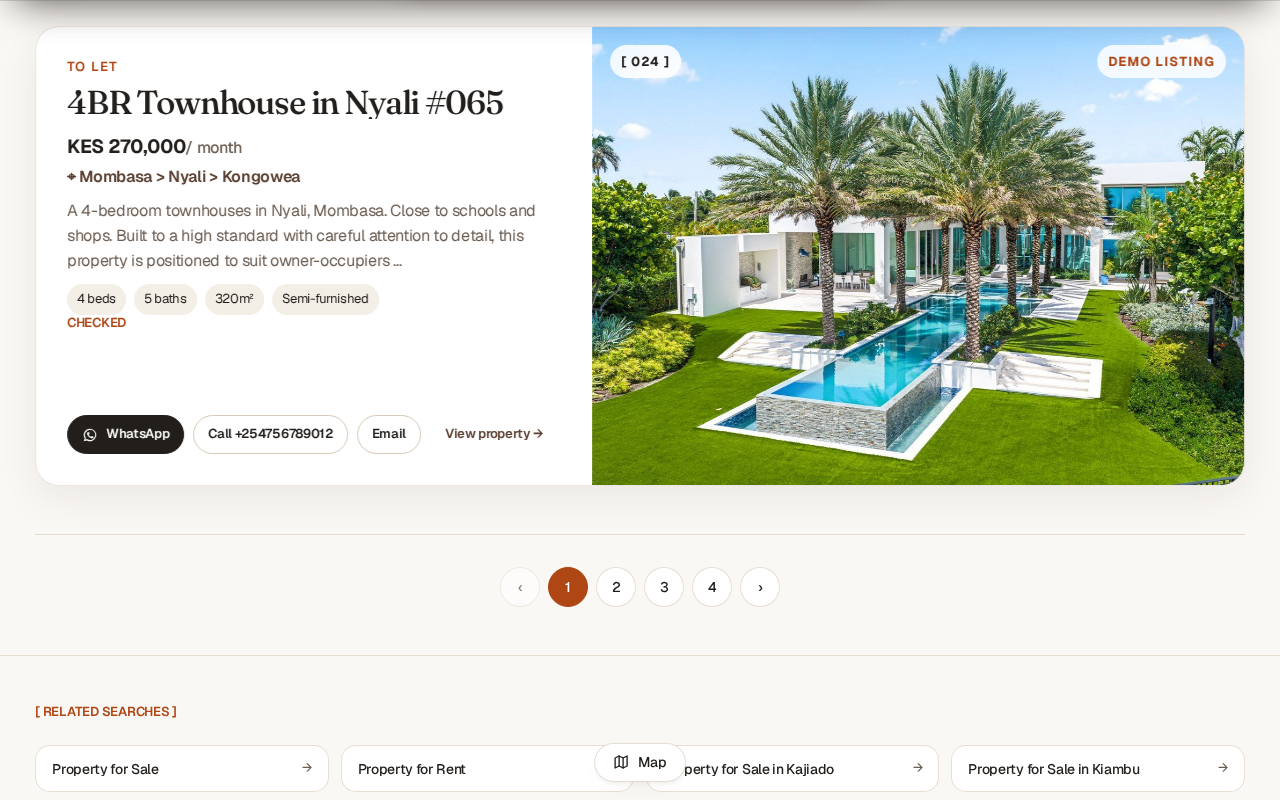 TO LET
4BR Townhouse in Nyali #065
KES 270,000/ month
⌖ Mombasa > Nyali > Kongowea
A 4-bedroom townhouses in Nyali, Mombasa. Close to schools and
shops. Built to a high standard with careful attention to detail, this
property is positioned to suit owner-occupiers ...
4 beds 5 baths 320m² Semi-furnished
CHECKED
WhatsApp Call +254756789012 Email View property →
[ 024 ] DEMO LISTING
‹ 1 2 3 4 ›
[ RELATED SEARCHES ]
Property for Sale →
Property for Rent
perty for Sale in Kajiado →
Property for Sale in Kiambu →
Map